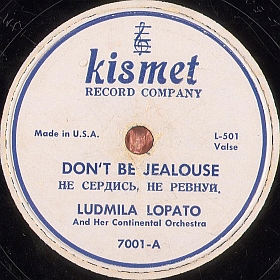 kismet
RECORD COMPANY
Made in U.S.A.
L-501
Valse
DON'T BE JEALOUSE
НЕ СЕРДИСЬ, НЕ РЕВНУЙ,
LUDMILA LOPATO
And Her Continental Orchestra
7001-A